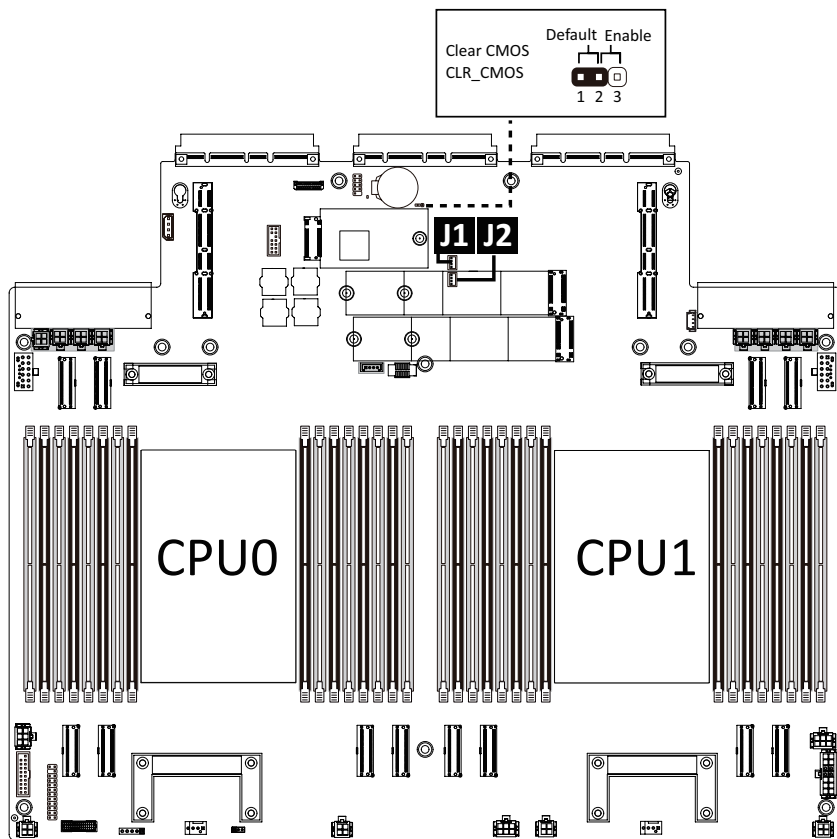 Default Enable
Clear CMOS
CLR_CMOS
1 2 3
J1 J2
CPU0 CPU1